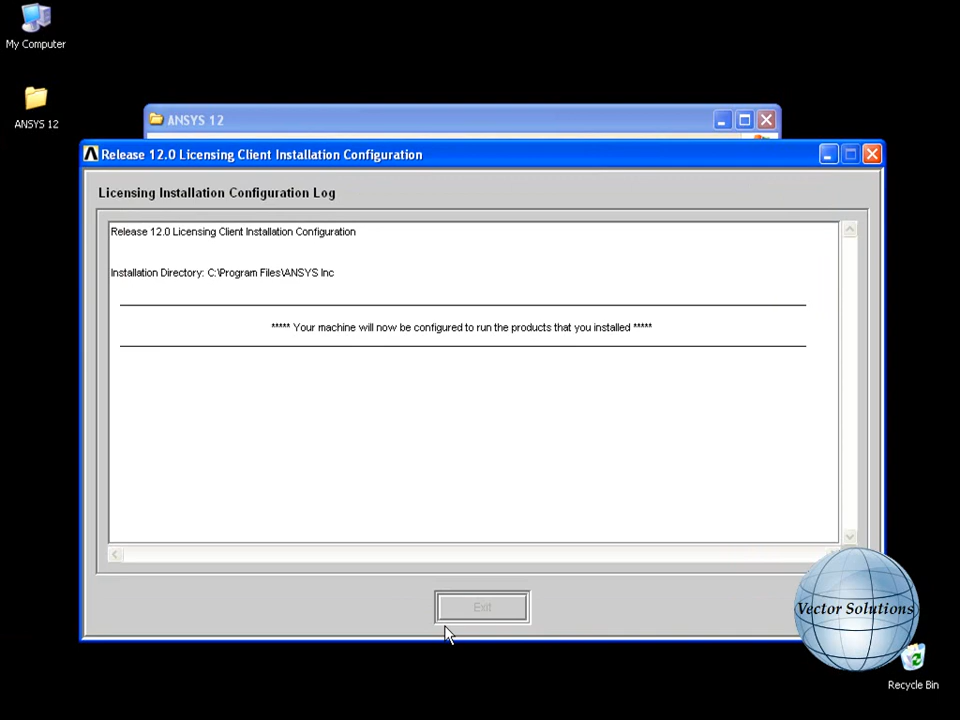 My Computer
ANSYS 12
ANSYS 12
Release 12.0 Licensing Client Installation Configuration
Licensing Installation Configuration Log
Release 12.0 Licensing Client Installation Configuration
Installation Directory: C:\Program Files\ANSYS Inc
***** Your machine will now be configured to run the products that you installed *****
Exit
Vector Solutions
Recycle Bin